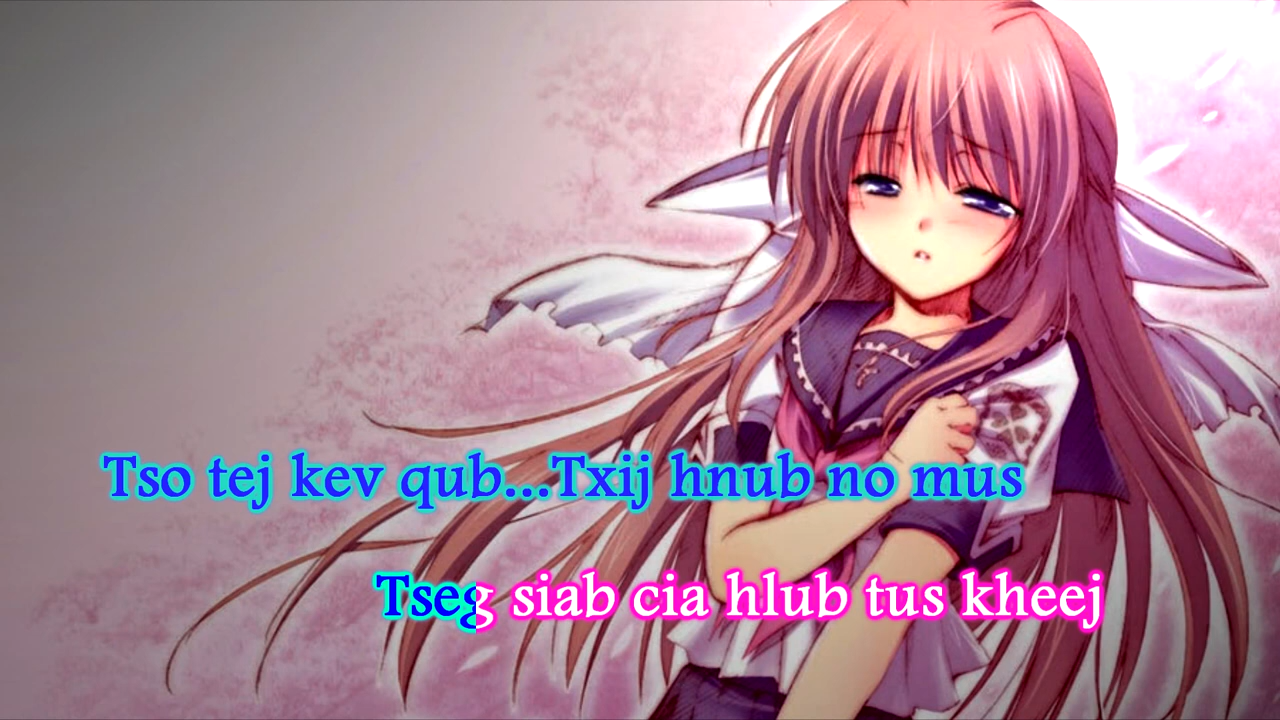 Tso tej kev qub...Txij hnub no mus
Tseg siab cia hlub tus kheej